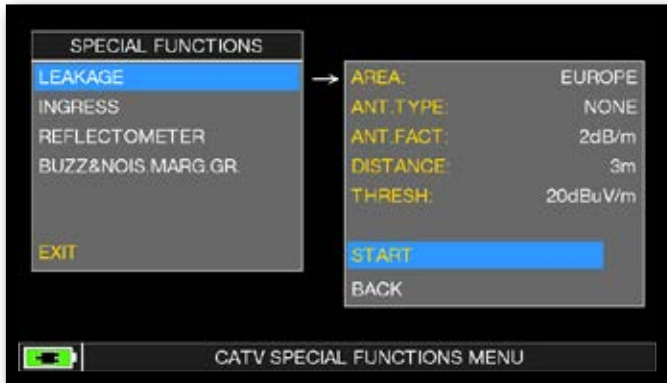 SPECIAL FUNCTIONS
LEAKAGE
INGRESS
REFLECTOMETER
BUZZ&NOIS.MARG.GR.
EXIT
→ AREA: EUROPE
ANT.TYPE: NONE
ANT.FACT: 2dB/m
DISTANCE: 3m
THRESH: 20dBuV/m
START
BACK
CATV SPECIAL FUNCTIONS MENU